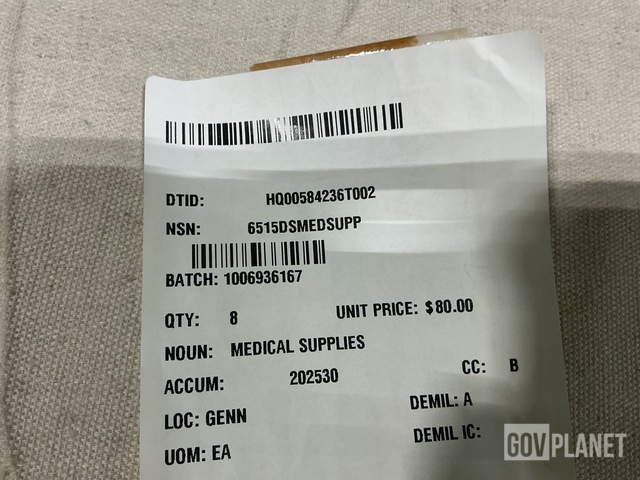 DTID: HQ00584236T002
NSN: 6515DSMEDSUPP
BATCH: 1006936167
QTY: 8 UNIT PRICE: $80.00
NOUN: MEDICAL SUPPLIES
ACCUM: 202530 CC: B
LOC: GENN DEMIL: A
UOM: EA DEMIL IC:
GOVPLANET